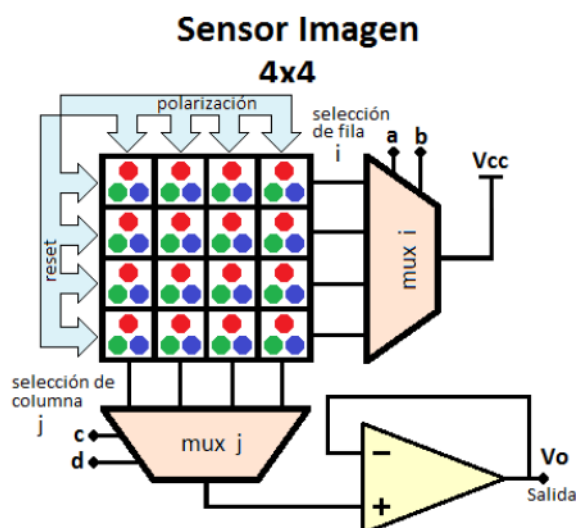 Sensor Imagen
4x4
polarización
selección
de fila
i
a
b
Vcc
reset
mux i
selección de
columna
j
c
d
mux j
−
+
Vo
Salida